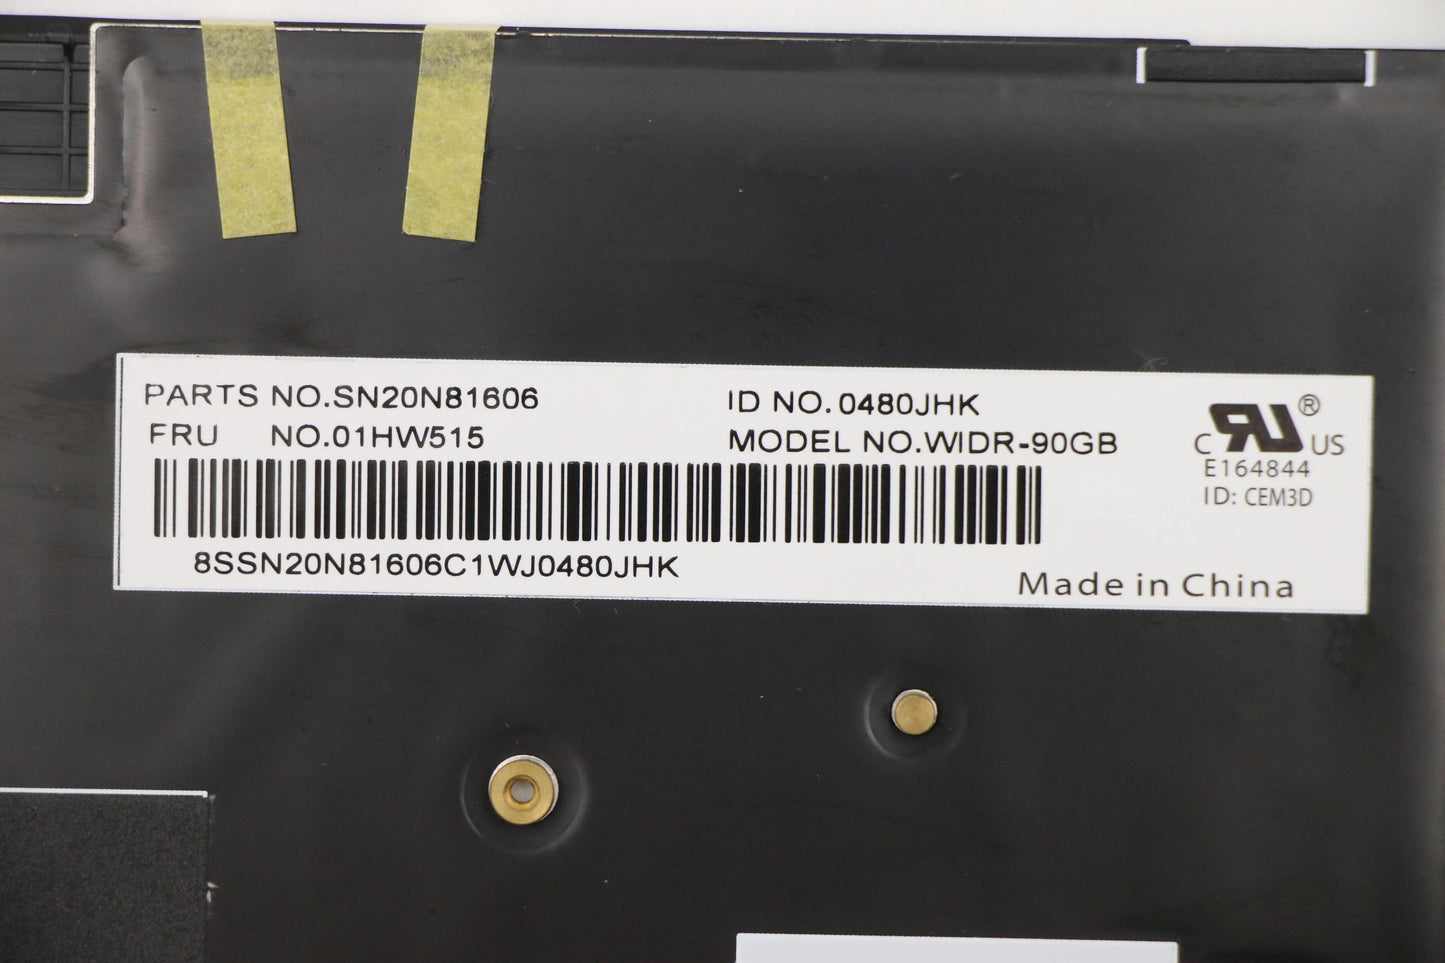 PARTS NO.SN20N81606
ID NO.0480JHK
FRU NO.01HW515
MODEL NO.WIDR-90GB
8SSN20N81606C1WJ0480JHK
C RU ® US
E164844
ID: CEM3D
Made in China